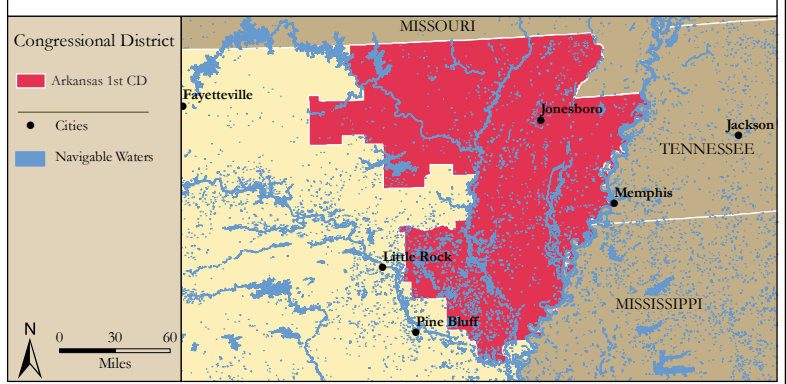 Congressional District
Arkansas 1st CD
Cities
Navigable Waters
N
0 30 60
Miles
MISSOURI
Fayetteville
Jonesboro
Jackson
TENNESSEE
Memphis
Little Rock
MISSISSIPPI
Pine Bluff